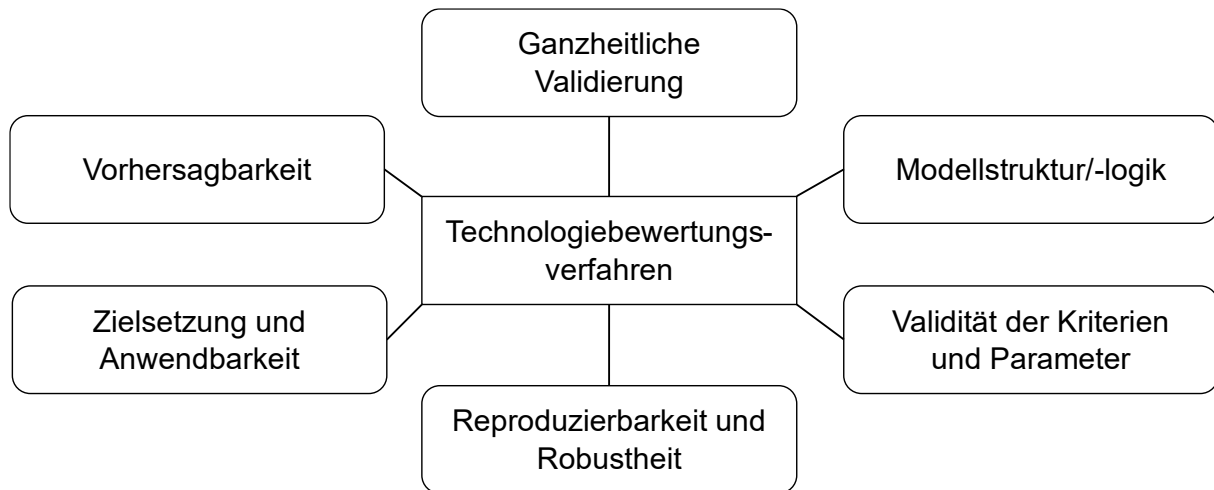 Ganzheitliche
Validierung
Vorhersagbarkeit
Modellstruktur/-logik
Technologiebewertungs-
verfahren
Zielsetzung und
Anwendbarkeit
Validität der Kriterien
und Parameter
Reproduzierbarkeit und
Robustheit